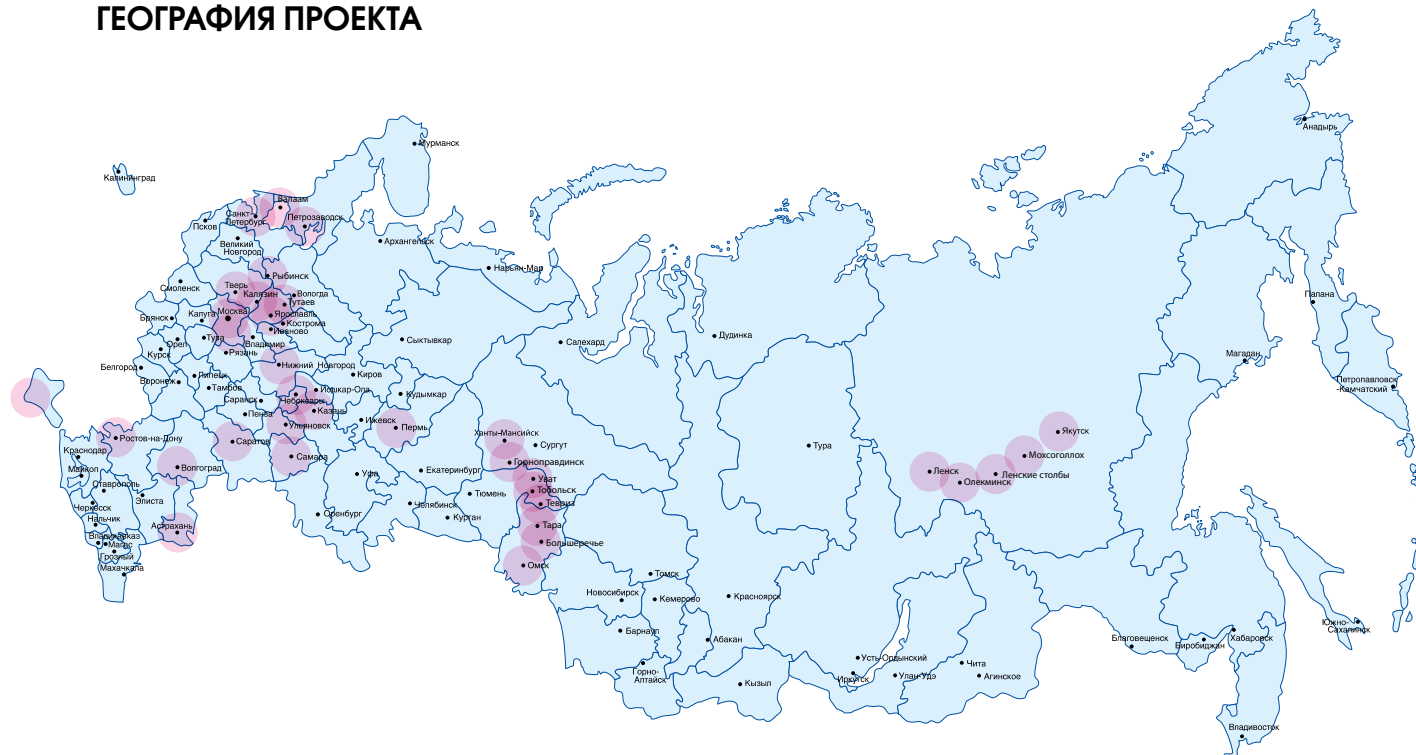 ГЕОГРАФИЯ ПРОЕКТА
Анадырь
Мурманск
Калининград
Валаам
Санкт-
Петербург
Петрозаводск
Псков
Великий
Новгород
Архангельск
Нарьян-Мар
Рыбинск
Смоленск
Тверь
Калязин
Вологда
Тутаев
Папана
Брянск
Калуга
Москва
Ярославль
Кострома
Иваново
Орел
Тула
Владимир
Сыктывкар
Салехард
Дудинка
Курск
Рязань
Магадан
Белгород
Нижний Новгород
Воронеж
Липецк
Киров
Тамбов
Йошкар-Ола
Кудымкар
Петропавловск
-Камчатский
Саранск
Чебоксары
Казань
Пенза
Ижевск
Ульяновск
Пермь
Ханты-Мансийск
Якутск
Ростов-на-Дону
Саратов
Сургут
Тура
Краснодар
Самара
Горноправдинск
Мохсоголлох
Майкоп
Волгоград
Уфа
Екатеринбург
Уват
Ленск
Ленские столбы
Олекминск
Ставрополь
Элиста
Тюмень
Тобольск
Черкесск
Челябинск
Тевриз
Нальчик
Оренбург
Курган
Астрахань
Тара
Владикавказ
Магас
Большеречье
Грозный
Махачкала
Омск
Томск
Новосибирск
Кемерово
Красноярск
Барнаул
Абакан
Благовещенск
Биробиджан
Хабаровск
Южно-
Сахалинск
Горно-
Алтайск
Кызып
Усть-Ордынский
Иркутск
Улан-Удэ
Чита
Агинское
Владивосток